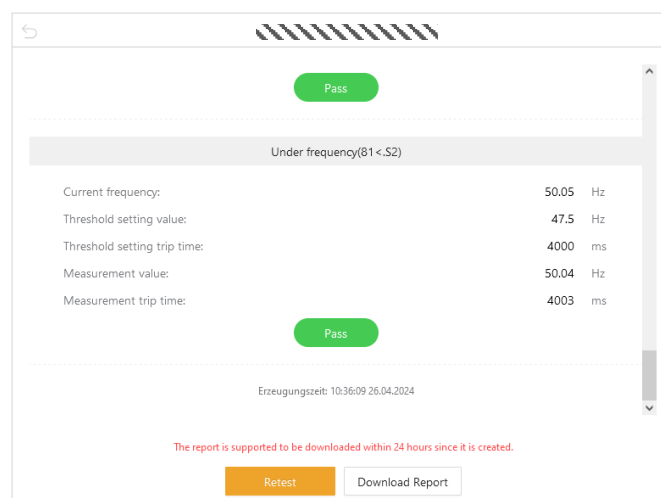 Pass
Under frequency(81<.S2)
Current frequency: 50.05 Hz
Threshold setting value: 47.5 Hz
Threshold setting trip time: 4000 ms
Measurement value: 50.04 Hz
Measurement trip time: 4003 ms
Pass
Erzeugungszeit: 10:36:09 26.04.2024
The report is supported to be downloaded within 24 hours since it is created.
Retest Download Report